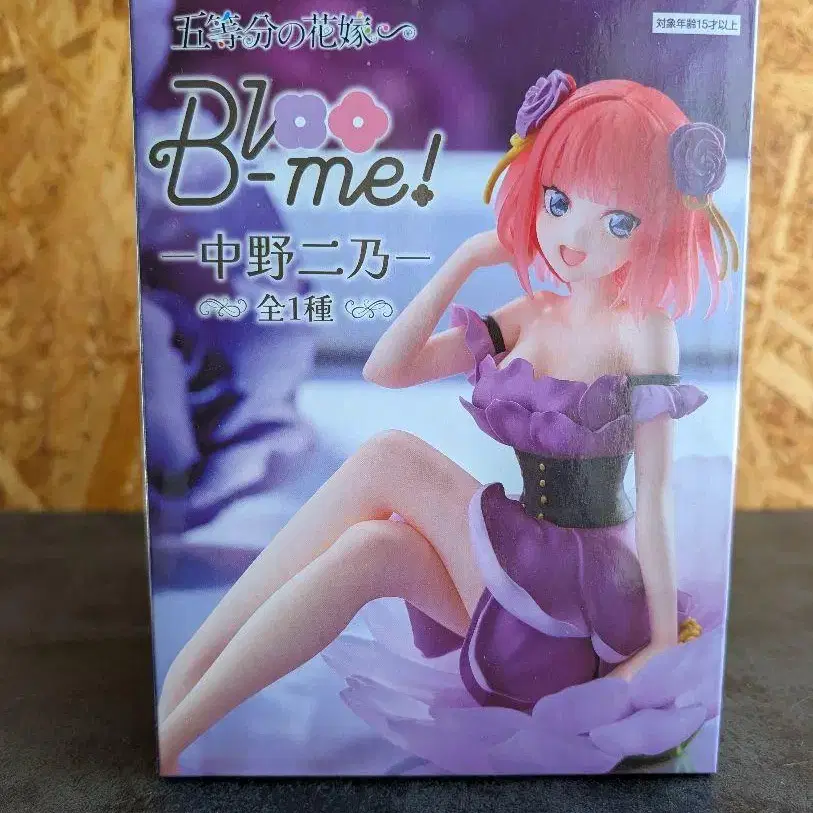 五等分の花嫁∽
対象年齢15才以上
Bloo-me!
―中野二乃―
全1種